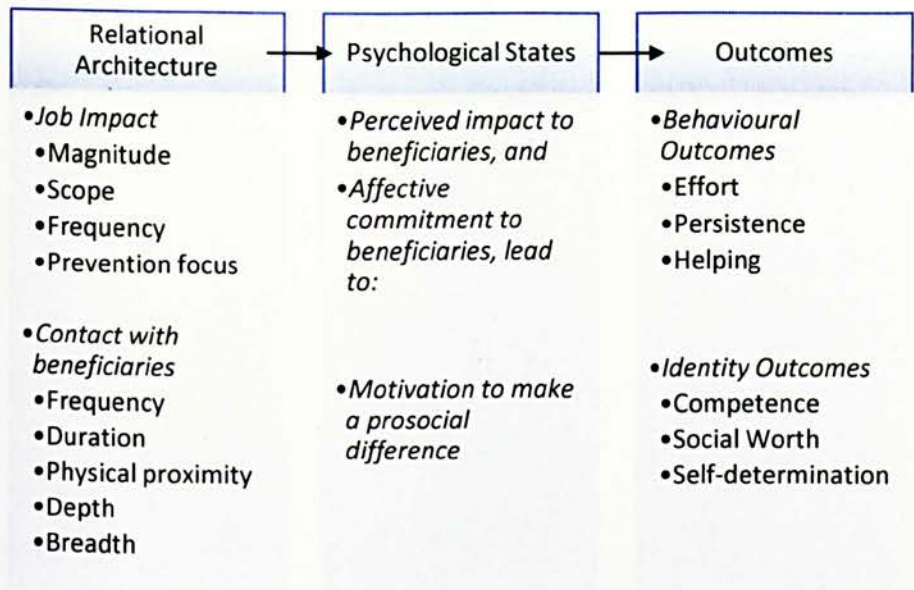 Relational
Architecture
•Job Impact
•Magnitude
•Scope
•Frequency
•Prevention focus
•Contact with
beneficiaries
•Frequency
•Duration
•Physical proximity
•Depth
•Breadth
Psychological States
•Perceived impact to
beneficiaries, and
•Affective
commitment to
beneficiaries, lead
to:
•Motivation to make
a prosocial
difference
Outcomes
•Behavioural
Outcomes
•Effort
•Persistence
•Helping
•Identity Outcomes
•Competence
•Social Worth
•Self-determination